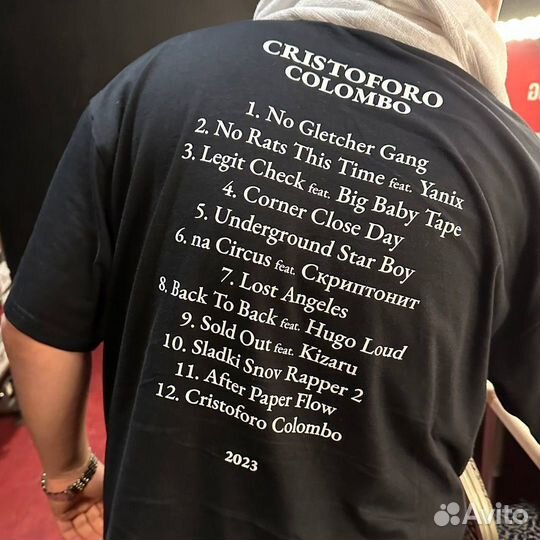 CRISTOFORO
COLOMBO
1. No Gletcher Gang
2. No Rats This Time feat. Yanix
3. Legit Check feat. Big Baby Tape
4. Corner Close Day
5. Underground Star Boy
6. na Circus feat. Скриптонит
7. Lost Angeles
8. Back To Back feat. Hugo Loud
9. Sold Out feat. Kizaru
10. Sladki Snov Rapper 2
11. After Paper Flow
12. Cristoforo Colombo
2023
Avito